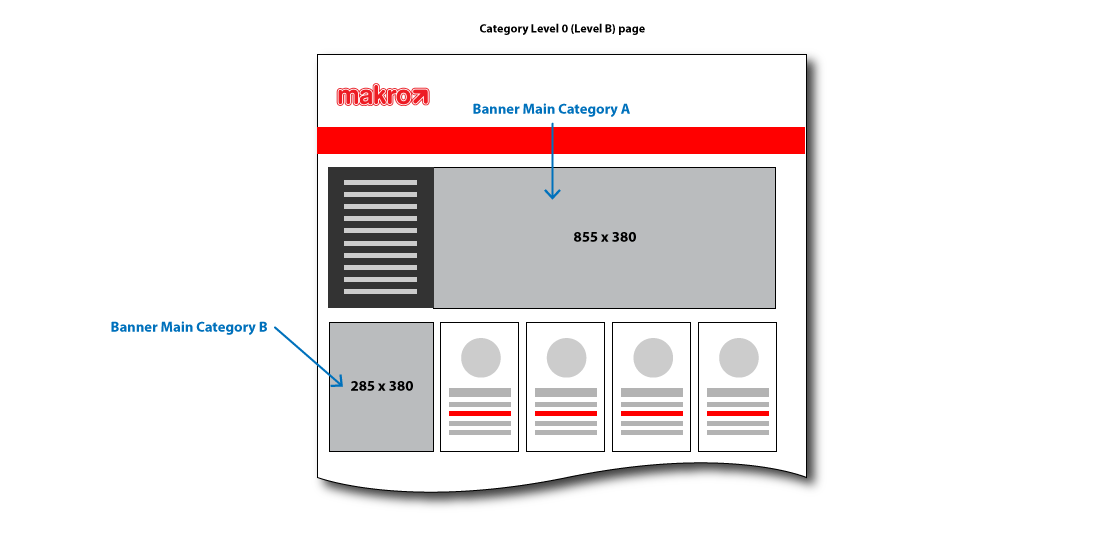 Category Level 0 (Level B) page
makro
Banner Main Category A
855 x 380
Banner Main Category B
285 x 380